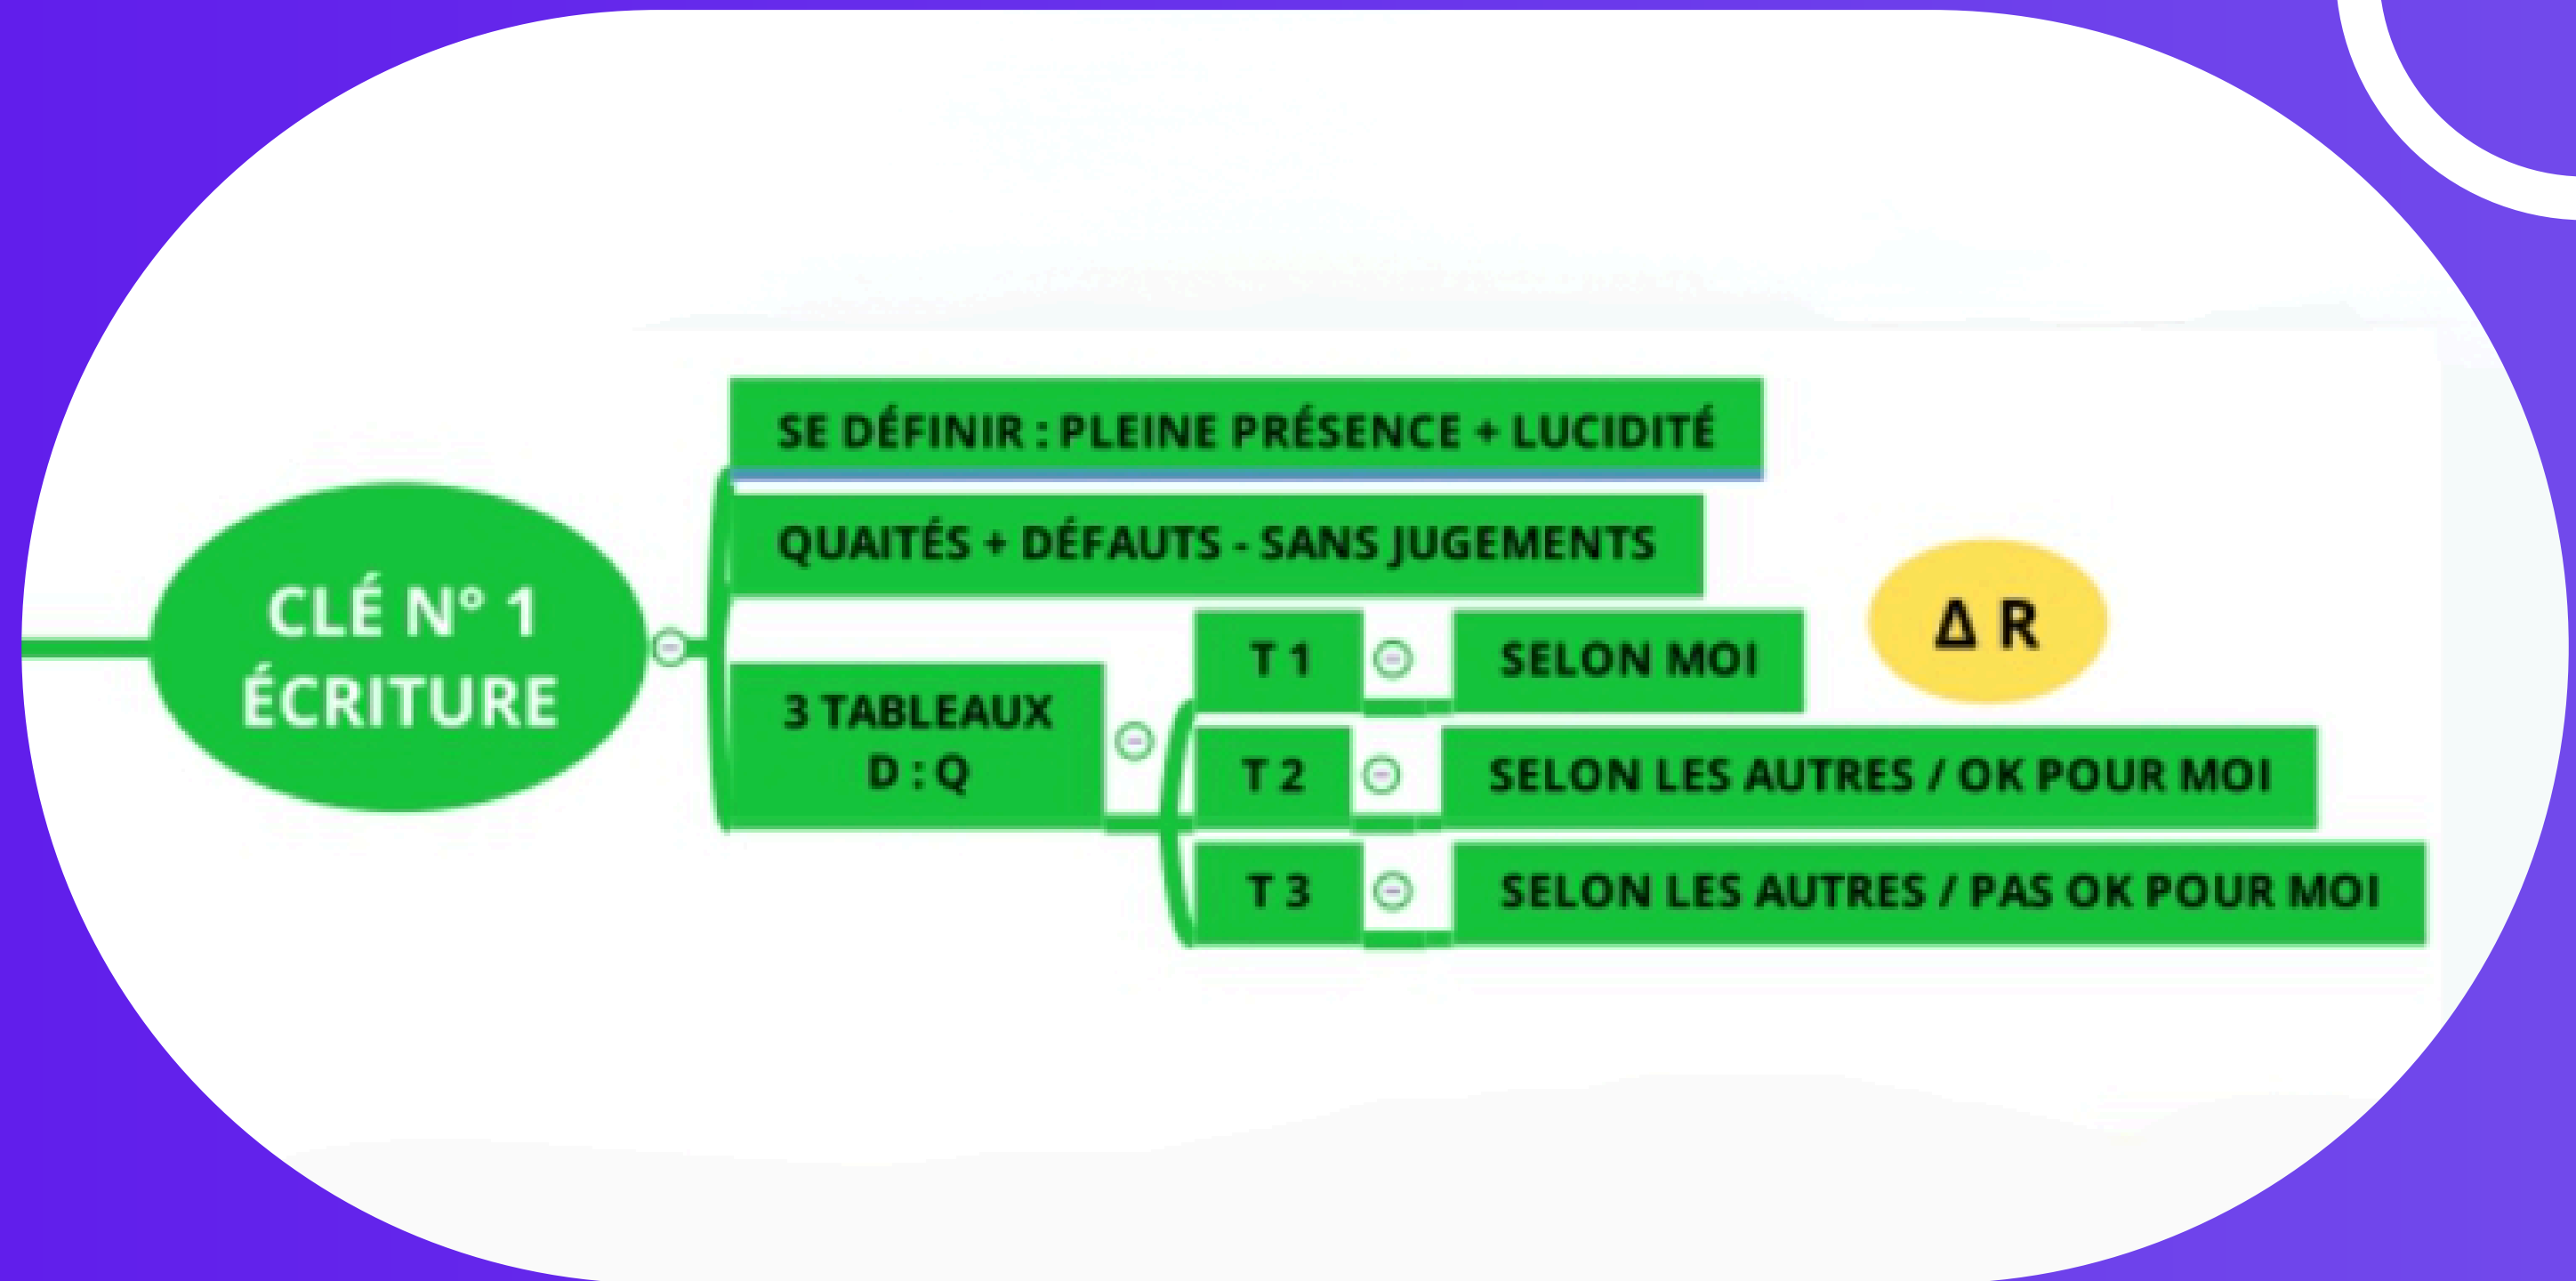 CLÉ N° 1
ÉCRITURE
SE DÉFINIR : PLEINE PRÉSENCE + LUCIDITÉ
QUAITÉS + DÉFAUTS - SANS JUGEMENTS
3 TABLEAUX
D : Q
T 1
SELON MOI
Δ R
T 2
SELON LES AUTRES / OK POUR MOI
T 3
SELON LES AUTRES / PAS OK POUR MOI